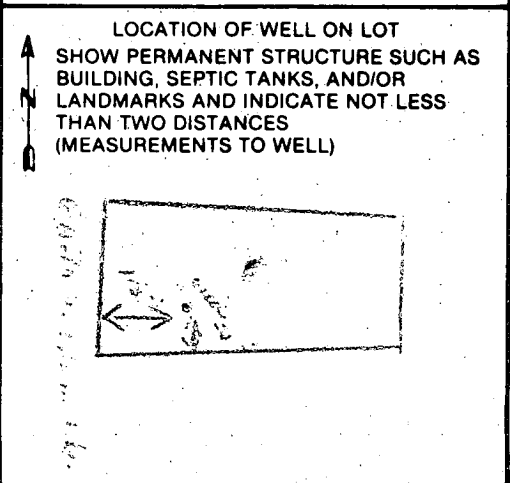 LOCATION OF WELL ON LOT
SHOW PERMANENT STRUCTURE SUCH AS
BUILDING, SEPTIC TANKS, AND/OR
N LANDMARKS AND INDICATE NOT LESS
THAN TWO DISTANCES
(MEASUREMENTS TO WELL)